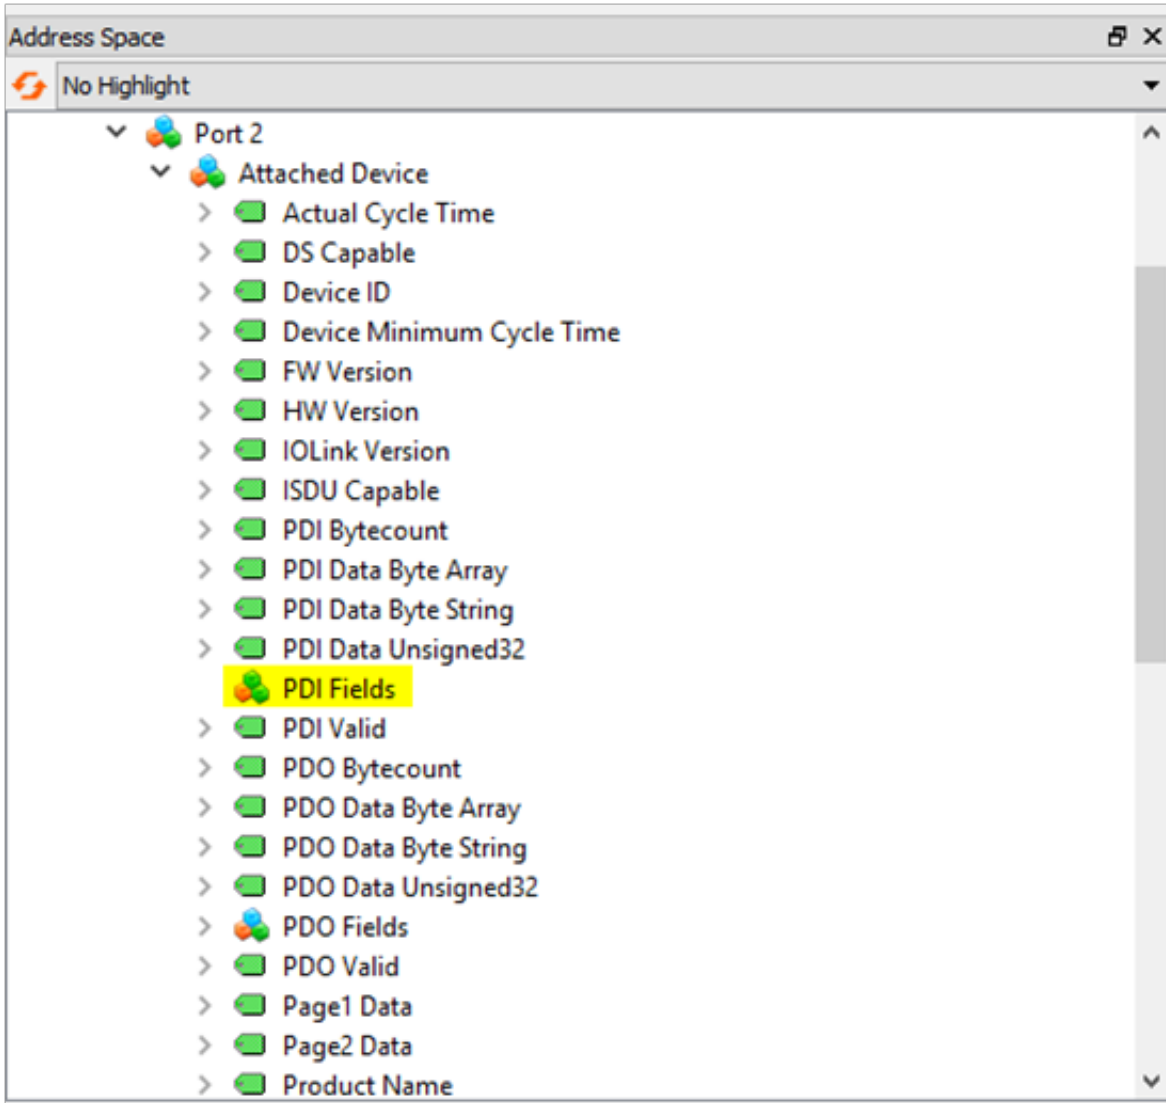 Address Space
No Highlight
Port 2
Attached Device
Actual Cycle Time
DS Capable
Device ID
Device Minimum Cycle Time
FW Version
HW Version
IOLink Version
ISDU Capable
PDI Bytecount
PDI Data Byte Array
PDI Data Byte String
PDI Data Unsigned32
PDI Fields
PDI Valid
PDO Bytecount
PDO Data Byte Array
PDO Data Byte String
PDO Data Unsigned32
PDO Fields
PDO Valid
Page1 Data
Page2 Data
Product Name